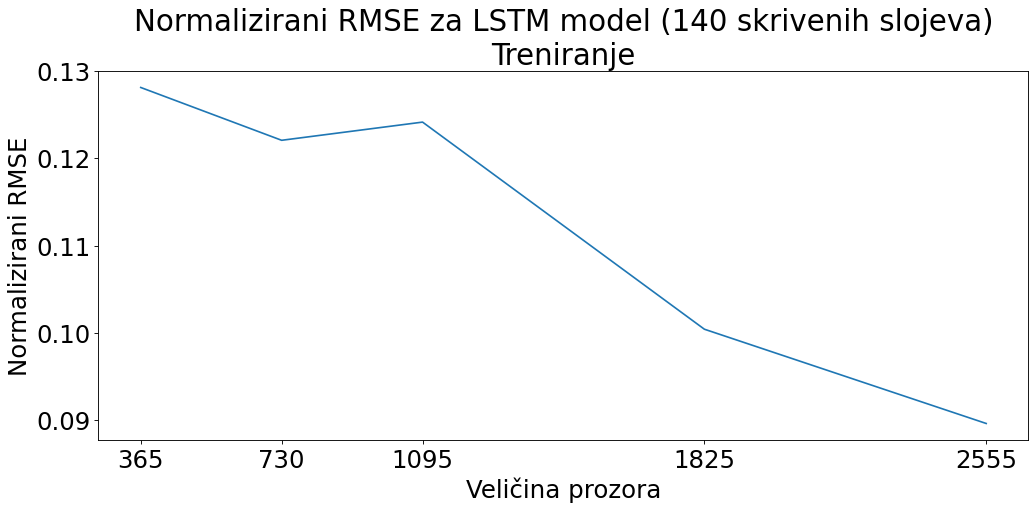 Normalizirani RMSE za LSTM model (140 skrivenih slojeva)
Treniranje
Normalizirani RMSE
0.13
0.12
0.11
0.10
0.09
365 730 1095 1825 2555
Veličina prozora